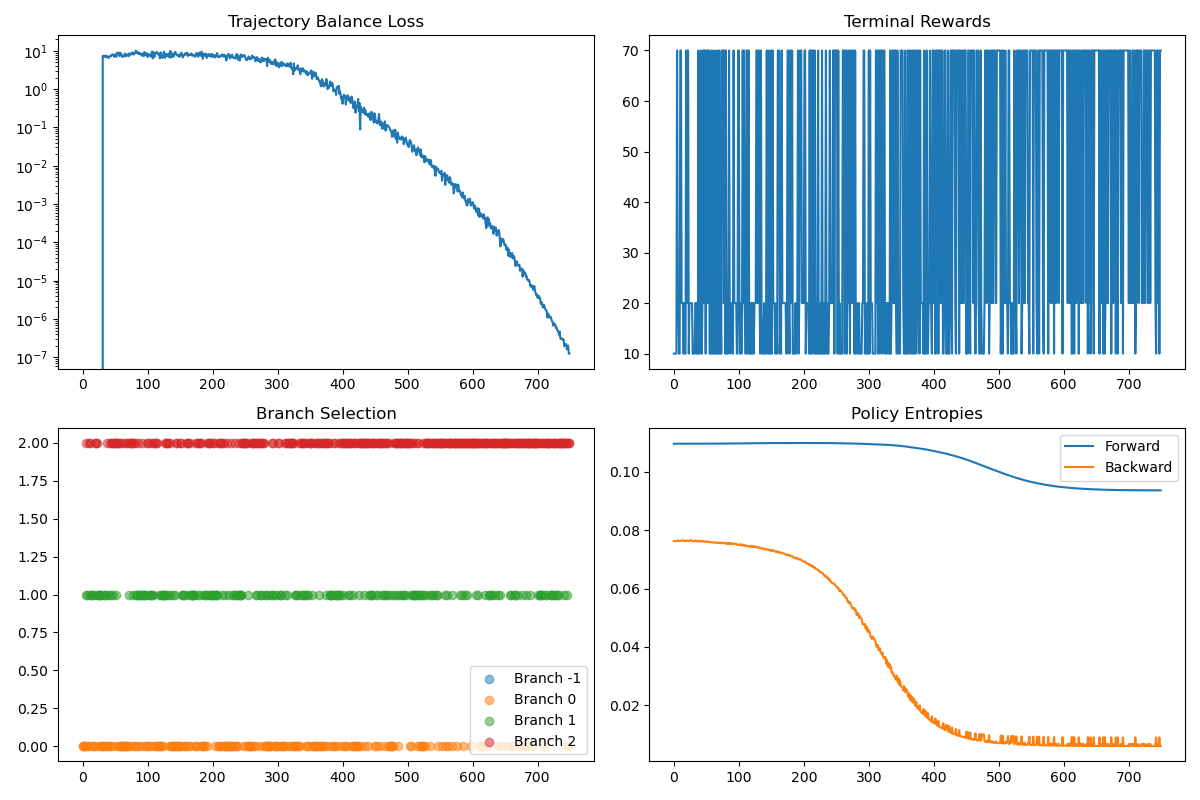 Trajectory Balance Loss
10¹
10⁰
10⁻¹
10⁻²
10⁻³
10⁻⁴
10⁻⁵
10⁻⁶
10⁻⁷
0 100 200 300 400 500 600 700
Terminal Rewards
70
60
50
40
30
20
10
0 100 200 300 400 500 600 700
Branch Selection
2.00
1.75
1.50
1.25
1.00
0.75
0.50
0.25
0.00
Branch -1
Branch 0
Branch 1
Branch 2
0 100 200 300 400 500 600 700
Policy Entropies
Forward
Backward
0.10
0.08
0.06
0.04
0.02
0 100 200 300 400 500 600 700